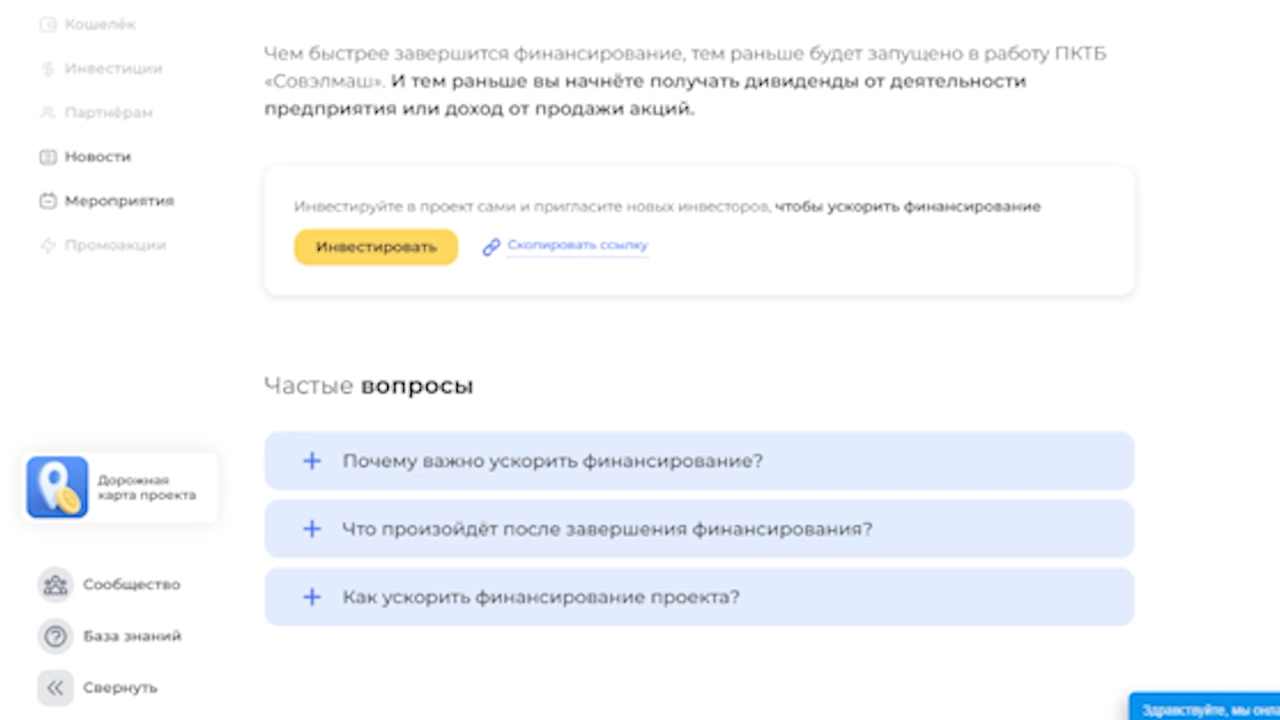 Кошелёк
Инвестиции
Партнёрам
Новости
Мероприятия
Промоакции
Дорожная
карта проекта
Сообщество
База знаний
Свернуть
Чем быстрее завершится финансирование, тем раньше будет запущено в работу ПКТБ
«Совэлмаш». И тем раньше вы начнёте получать дивиденды от деятельности
предприятия или доход от продажи акций.
Инвестируйте в проект сами и пригласите новых инвесторов, чтобы ускорить финансирование
Инвестировать
Скопировать ссылку
Частые вопросы
Почему важно ускорить финансирование?
Что произойдёт после завершения финансирования?
Как ускорить финансирование проекта?
Здравствуйте, мы